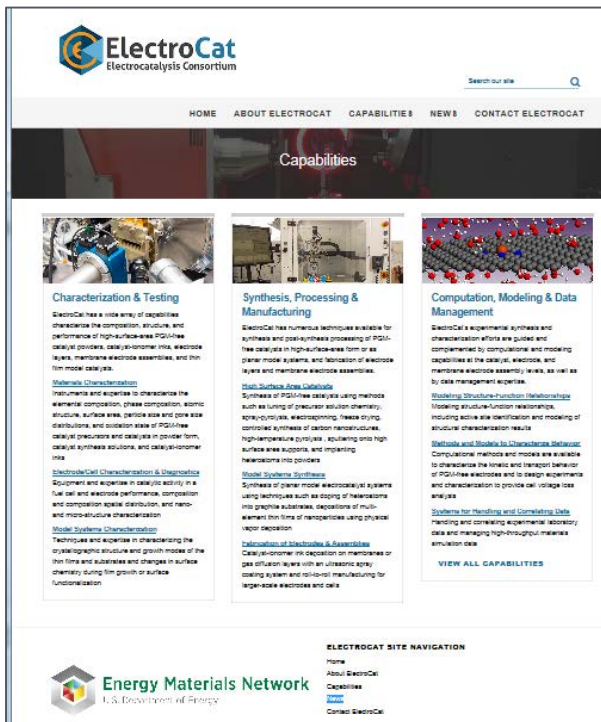 ElectroCat
Electrocatalysis Consortium
Search our site
HOME ABOUT ELECTROCAT CAPABILITIES NEWS CONTACT ELECTROCAT
Capabilities
Characterization & Testing
ElectroCat has a wide array of capabilities
characterize the composition, structure, and
performance of high-surface-area PGM-free
catalyst powders, catalyst-ionomer inks, electrode
layers, membrane electrode assemblies, and thin
film model catalysts.
Materials Characterization
Instruments and expertise to characterize the
elemental composition, phase composition, atomic
structure, surface area, particle size and pore size
distributions, and oxidation state of PGM-free
catalyst precursors and catalysts in powder form,
catalyst synthesis solutions, and catalyst-ionomer
inks
Electrode/Cell Characterization & Diagnostics
Equipment and expertise in catalytic activity in a
fuel cell and electrode performance, composition
and composition spatial distribution, and nano-
and micro-structure characterization
Model Systems Characterization
Techniques and expertise in characterizing the
crystallographic structure and growth modes of the
thin films and substrates and changes in surface
chemistry during film growth or surface
functionalization
Synthesis, Processing &
Manufacturing
ElectroCat has numerous techniques available for
synthesis and post-synthesis processing of PGM-
free catalysts in high-surface-area form or as
planar model systems, and fabrication of electrode
layers and membrane electrode assemblies.
High Surface Area Catalysts
Synthesis of PGM-free catalysts using methods
such as tuning of precursor solution chemistry,
spray-pyrolysis, electrospinning, freeze drying,
controlled synthesis of carbon nanostructures,
high-temperature pyrolysis, sputtering onto high
surface area supports, and implanting
heteroatoms into powders
Model Systems Synthesis
Synthesis of planar model electrocatalyst systems
using techniques such as doping of heteroatoms
into graphite substrates, depositions of multi-
element thin films of nanoparticles using physical
vapor deposition
Fabrication of Electrodes & Assemblies
Catalyst-ionomer ink deposition on membranes or
gas diffusion layers with an ultrasonic spray
coating system and roll-to-roll manufacturing for
larger-scale electrodes and cells
Computation, Modeling & Data
Management
ElectroCat's experimental synthesis and
characterization efforts are guided and
complemented by computational and modeling
capabilities at the catalyst, electrode, and
membrane electrode assembly levels, as well as
by data management expertise.
Modeling Structure-Function Relationships
Modeling structure-function relationships,
including active site identification and modeling of
structural characterization results
Methods and Models to Characterize Behavior
Computational methods and models are available
to characterize the kinetic and transport behavior
of PGM-free electrodes and to design experiments
and characterization to provide cell voltage loss
analysis
Systems for Handling and Correlating Data
Handling and correlating experimental laboratory
data and managing high-throughput materials
simulation data
VIEW ALL CAPABILITIES
Energy Materials Network
U.S. Department of Energy
ELECTROCAT SITE NAVIGATION
Home
About ElectroCat
Capabilities
News
Contact ElectroCat